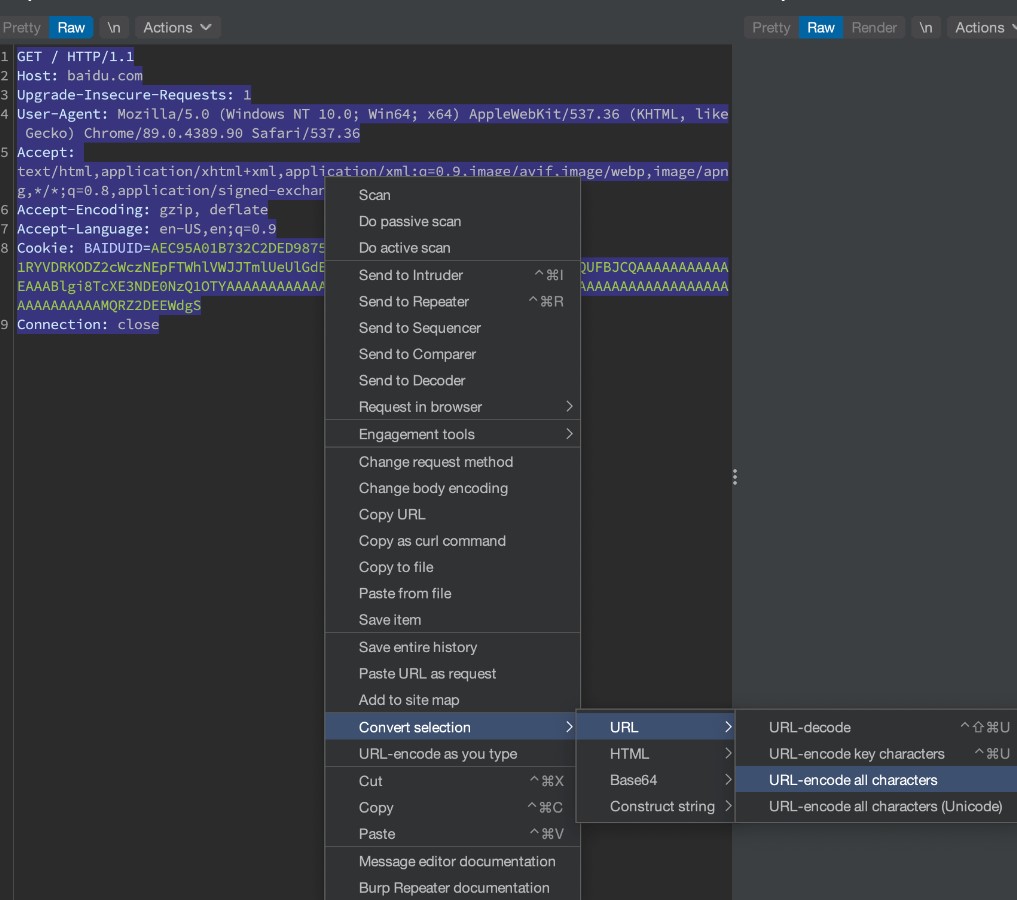 Pretty Raw \n Actions
Pretty Raw Render \n Actions
1 GET / HTTP/1.1
2 Host: baidu.com
3 Upgrade-Insecure-Requests: 1
4 User-Agent: Mozilla/5.0 (Windows NT 10.0; Win64; x64) AppleWebKit/537.36 (KHTML, like
Gecko) Chrome/89.0.4389.90 Safari/537.36
5 Accept:
text/html,application/xhtml+xml,application/xml;q=0.9,image/avif,image/webp,image/apn
g,*/*;q=0.8,application/signed-exchan
6 Accept-Encoding: gzip, deflate
7 Accept-Language: en-US,en;q=0.9
8 Cookie: BAIDUID=AEC95A01B732C2DED9875
1RYVDRKODZ2cWczNEpFTWhlVWJJTmlUeUlGdE QUFBJCQAAAAAAAAAAA
EAAABlgi8TcXE3NDE0NzQ1OTYAAAAAAAAAAAA AAAAAAAAAAAAAAAAAA
AAAAAAAAAAMQRZ2DEEWdgS
9 Connection: close
Scan
Do passive scan
Do active scan
Send to Intruder ^⌘I
Send to Repeater ^⌘R
Send to Sequencer
Send to Comparer
Send to Decoder
Request in browser
Engagement tools
Change request method
Change body encoding
Copy URL
Copy as curl command
Copy to file
Paste from file
Save item
Save entire history
Paste URL as request
Add to site map
Convert selection
URL-encode as you type
Cut ^⌘X
Copy ^⌘C
Paste ^⌘V
Message editor documentation
Burp Repeater documentation
URL
HTML
Base64
Construct string
URL-decode ^⇧⌘U
URL-encode key characters ^⌘U
URL-encode all characters
URL-encode all characters (Unicode)